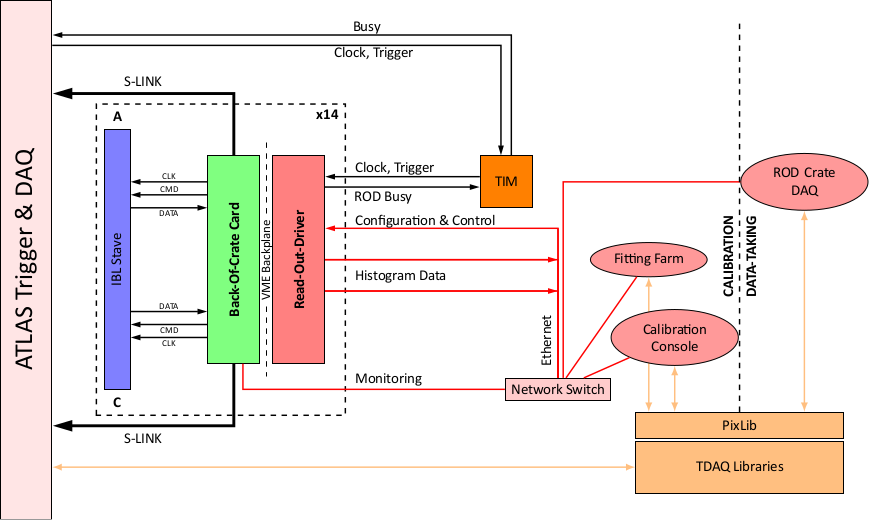 Busy
Clock, Trigger
S-LINK
A
x14
ATLAS Trigger & DAQ
IBL Stave
CLK
CMD
DATA
DATA
CMD
CLK
Back-Of-Crate Card
VME Backplane
Read-Out-Driver
Clock, Trigger
ROD Busy
TIM
Configuration & Control
Histogram Data
Ethernet
Monitoring
Network Switch
Fitting Farm
Calibration
Console
CALIBRATION
DATA-TAKING
ROD Crate
DAQ
C
S-LINK
PixLib
TDAQ Libraries